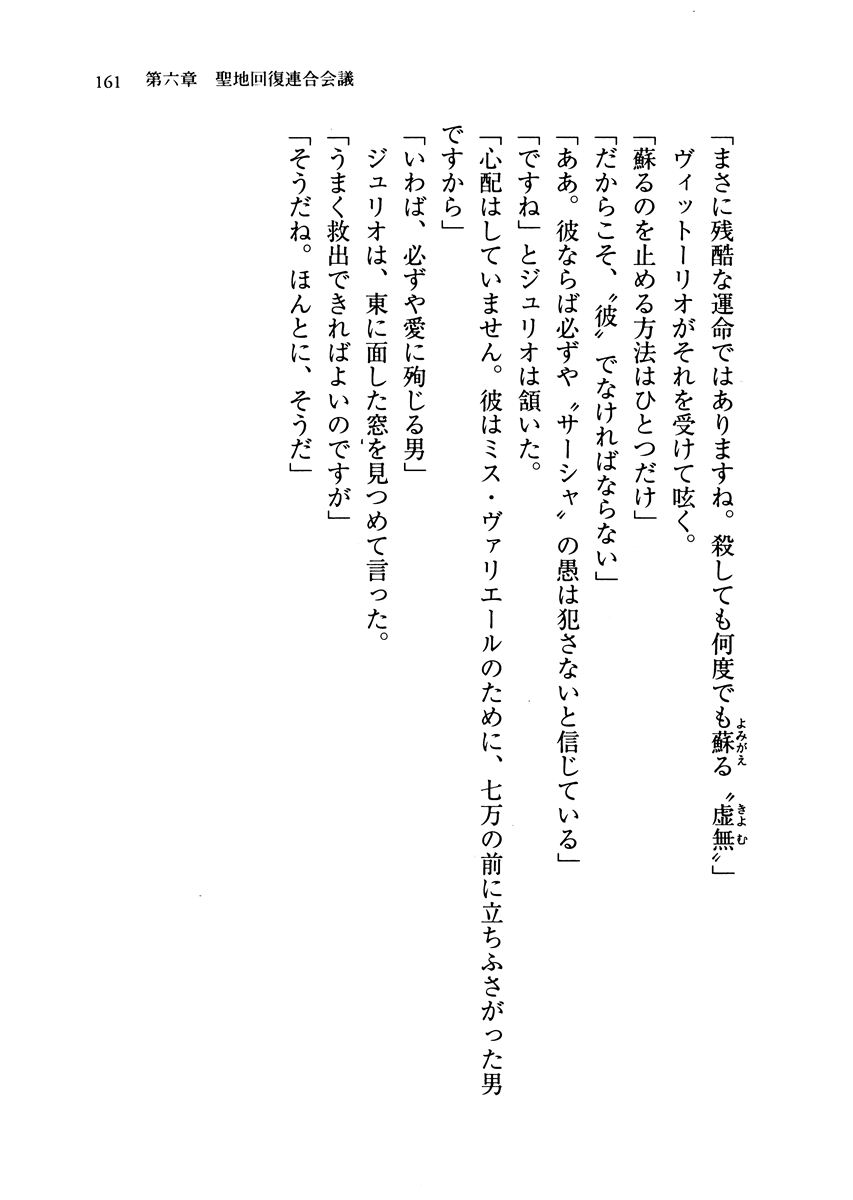 161 第六章 聖地回復連合会議
「まさに残酷な運命ではありますね。殺しても何度でも蘇る〝虚無〟」
よみがえ
きよむ
ヴィットーリオがそれを受けて呟く。
「蘇るのを止める方法はひとつだけ」
「だからこそ、〝彼〟でなければならない」
「ああ。彼ならば必ずや〝サーシャ〟の愚は犯さないと信じている」
「ですね」とジュリオは頷いた。
「心配はしていません。彼はミス・ヴァリエールのために、七万の前に立ちふさがった男
ですから」
「いわば、必ずや愛に殉じる男」
ジュリオは、東に面した窓を見つめて言った。
「うまく救出できればよいのですが」
「そうだね。ほんとに、そうだ」